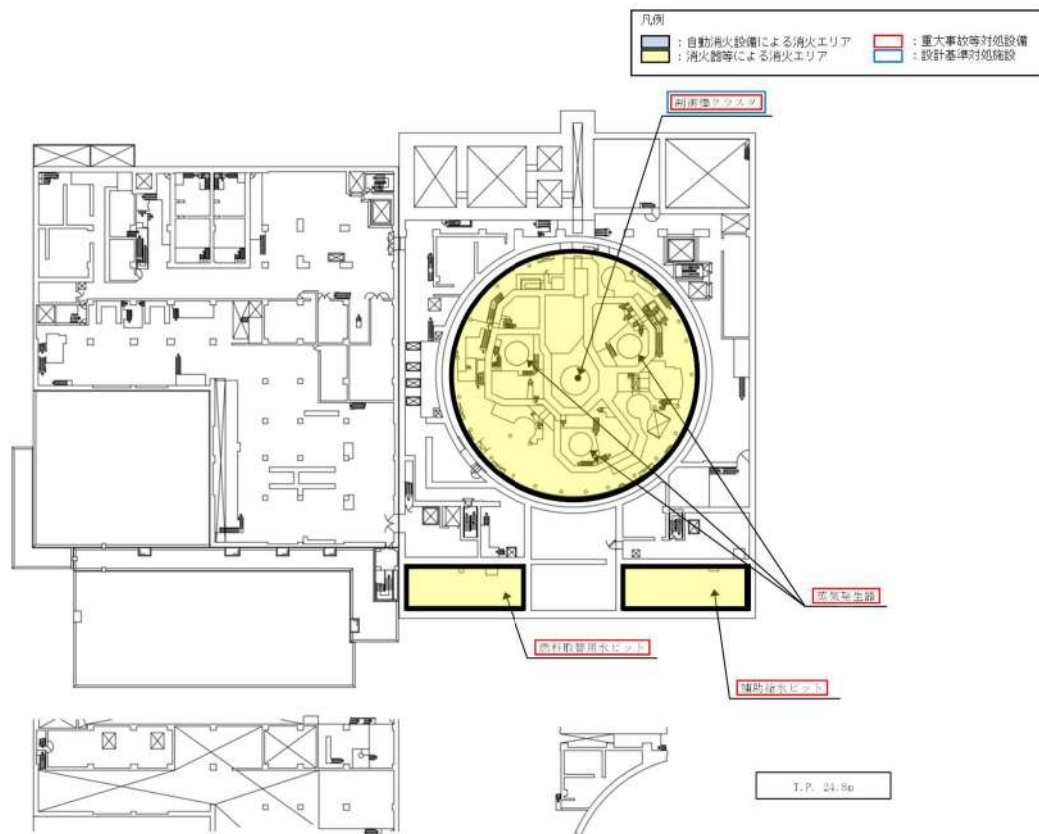 凡例
：自動消火設備による消火エリア
：消火器等による消火エリア
：重大事故等対処設備
：設計基準対処施設
制御棒クラスタ
蒸気発生器
燃料取替用水ピット
補助給水ピット
T.P. 24.8m